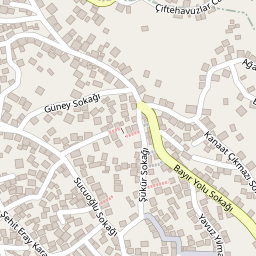 Çiftehavuzlar
Güney Sokağı
Kanaat Çıkmazı
Şükür Sokağı
Bayır Yolu Sokağı
Sucuoğlu Sokağı
Şehit Eray
Yavuz